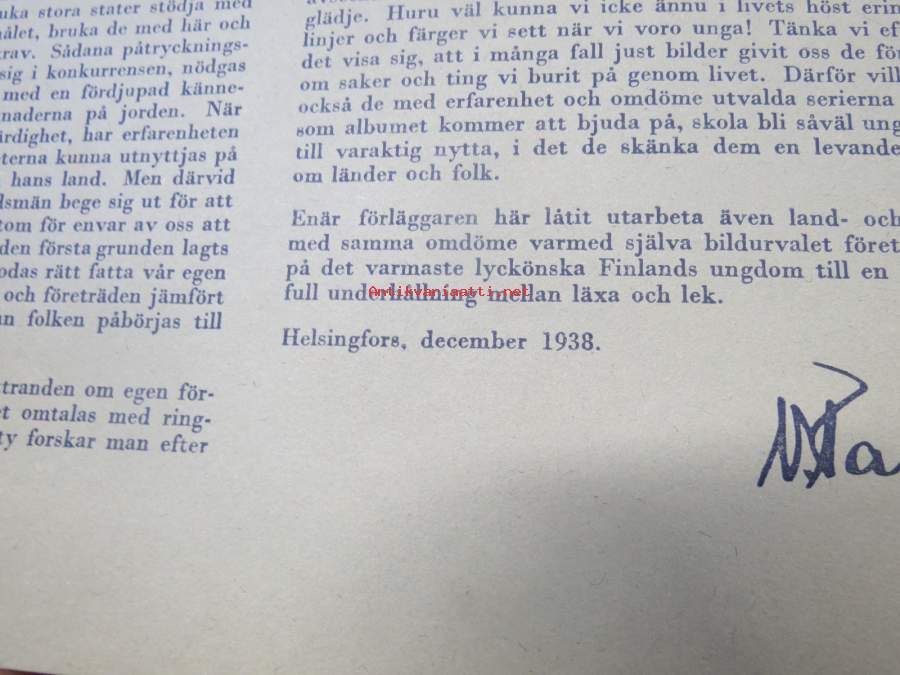 uka stora stater stödja med
målet, bruka de med här och
krav. Sådana påtrycknings-
sig i konkurrensen, nödgas
med en fördjupad känne-
naderna på jorden. När
ärdighet, har erfarenheten
terna kunna utnyttjas på
hans land. Men därvid
dsmän bege sig ut för att
tom för envar av oss att
den första grunden lagts
odas rätt fatta vår egen
och företräden jämfört
n folken påbörjas till
tranden om egen för-
et omtalas med ring-
ty forskar man efter
glädje. Huru väl kunna vi icke ännu i livets höst erin
linjer och färger vi sett när vi voro unga! Tänka vi ef
det visa sig, att i många fall just bilder givit oss de fö
om saker och ting vi burit på genom livet. Därför vill
också de med erfarenhet och omdöme utvalda serierna
som albumet kommer att bjuda på, skola bli såväl ung
till varaktig nytta, i det de skänka dem en levande
om länder och folk.
Enär förläggaren här låtit utarbeta även land- och
med samma omdöme varmed själva bildurvalet föret
på det varmaste lyckönska Finlands ungdom till en
full underhållning mellan läxa och lek.
Antikvariaatti.net
Helsingfors, december 1938.